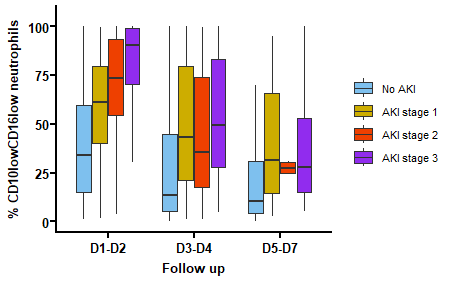 % CD10lowCD16low neutrophils
100
75
50
25
0
D1-D2 D3-D4 D5-D7
Follow up
No AKI
AKI stage 1
AKI stage 2
AKI stage 3